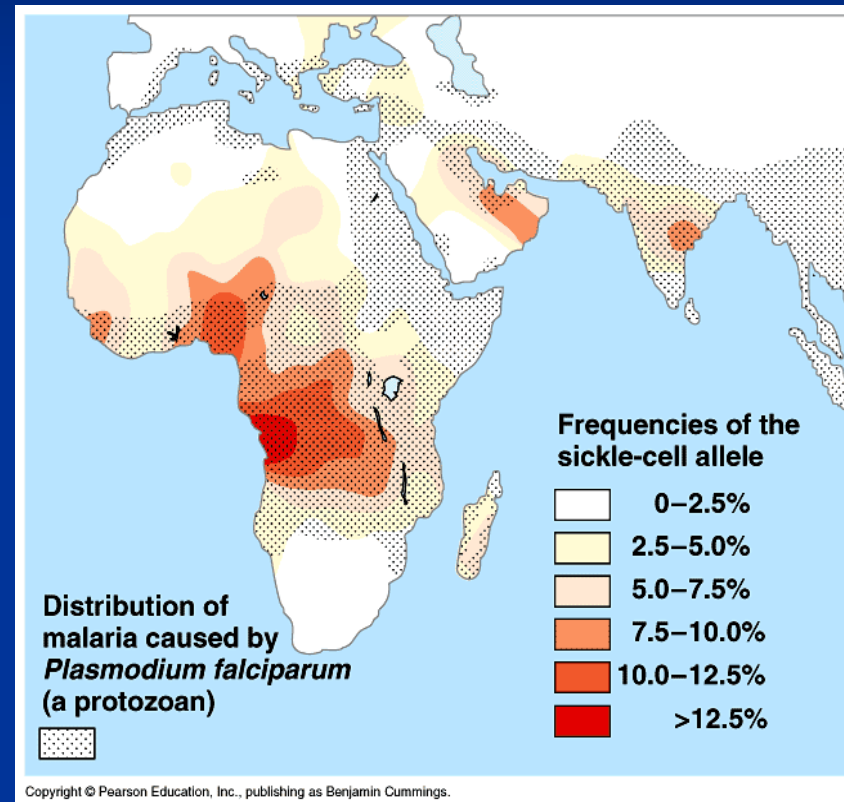 Frequencies of the
sickle-cell allele
0–2.5%
2.5–5.0%
5.0–7.5%
7.5–10.0%
10.0–12.5%
>12.5%
Distribution of
malaria caused by
Plasmodium falciparum
(a protozoan)
Copyright © Pearson Education, Inc., publishing as Benjamin Cummings.